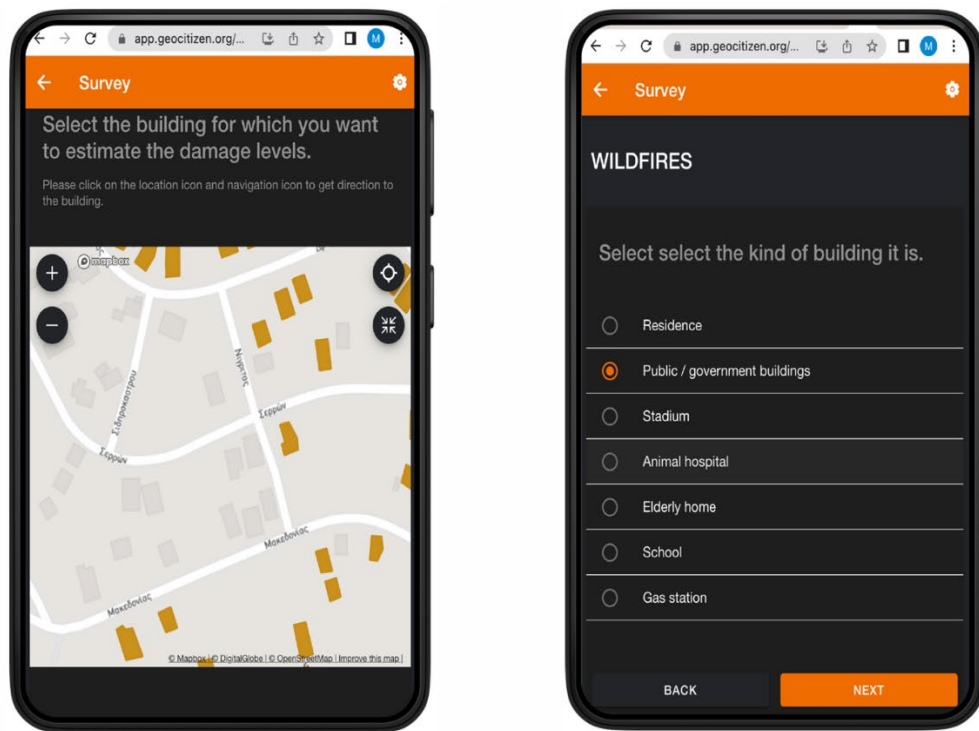 app.geocitizen.org/...
M
Survey
Select the building for which you want
to estimate the damage levels.
Please click on the location icon and navigation icon to get direction to
the building.
mapbox
Σιδηροκάστρου
Νιγρίτας
Σερρών
Σερρών
Μακεδονίας
Μακεδονίας
© Mapbox | © DigitalGlobe | © OpenStreetMap | Improve this map |
app.geocitizen.org/...
M
Survey
WILDFIRES
Select select the kind of building it is.
Residence
Public / government buildings
Stadium
Animal hospital
Elderly home
School
Gas station
BACK
NEXT